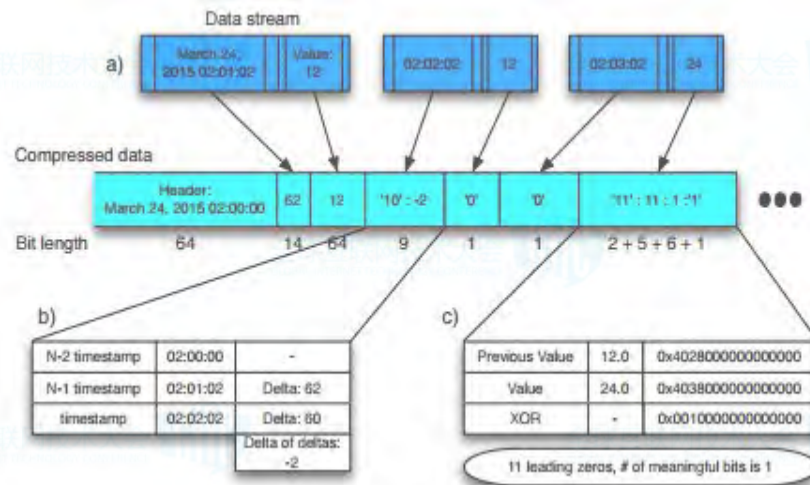 Data stream
a)
March 24,
2015 02:01:02
Value:
12
02:02:02
12
02:03:02
24
Compressed data
Header:
March 24, 2015 02:00:00
62
12
'10' : -2
'0'
'0'
'11' : 11 : 1 :'1'
Bit length
64
14
64
9
1
1
2 + 5 + 6 + 1
b)
N-2 timestamp
02:00:00
-
N-1 timestamp
02:01:02
Delta: 62
timestamp
02:02:02
Delta: 60
Delta of deltas:
-2
c)
Previous Value
12.0
0x4028000000000000
Value
24.0
0x4038000000000000
XOR
-
0x0010000000000000
11 leading zeros, # of meaningful bits is 1